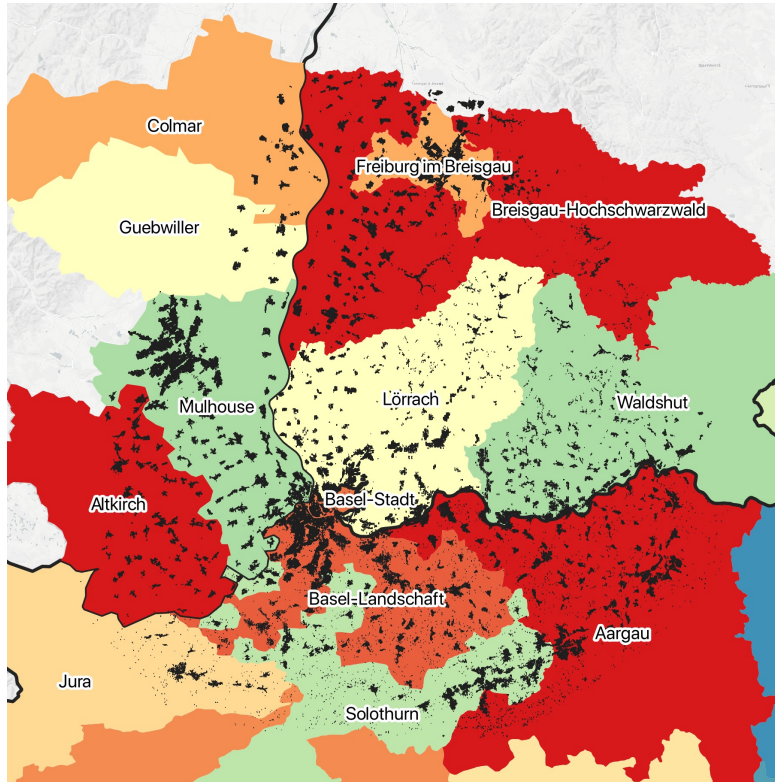 Colmar
Freiburg im Breisgau
Breisgau-Hochschwarzwald
Guebwiller
Lörrach
Mulhouse
Waldshut
Basel-Stadt
Altkirch
Basel-Landschaft
Aargau
Jura
Solothurn